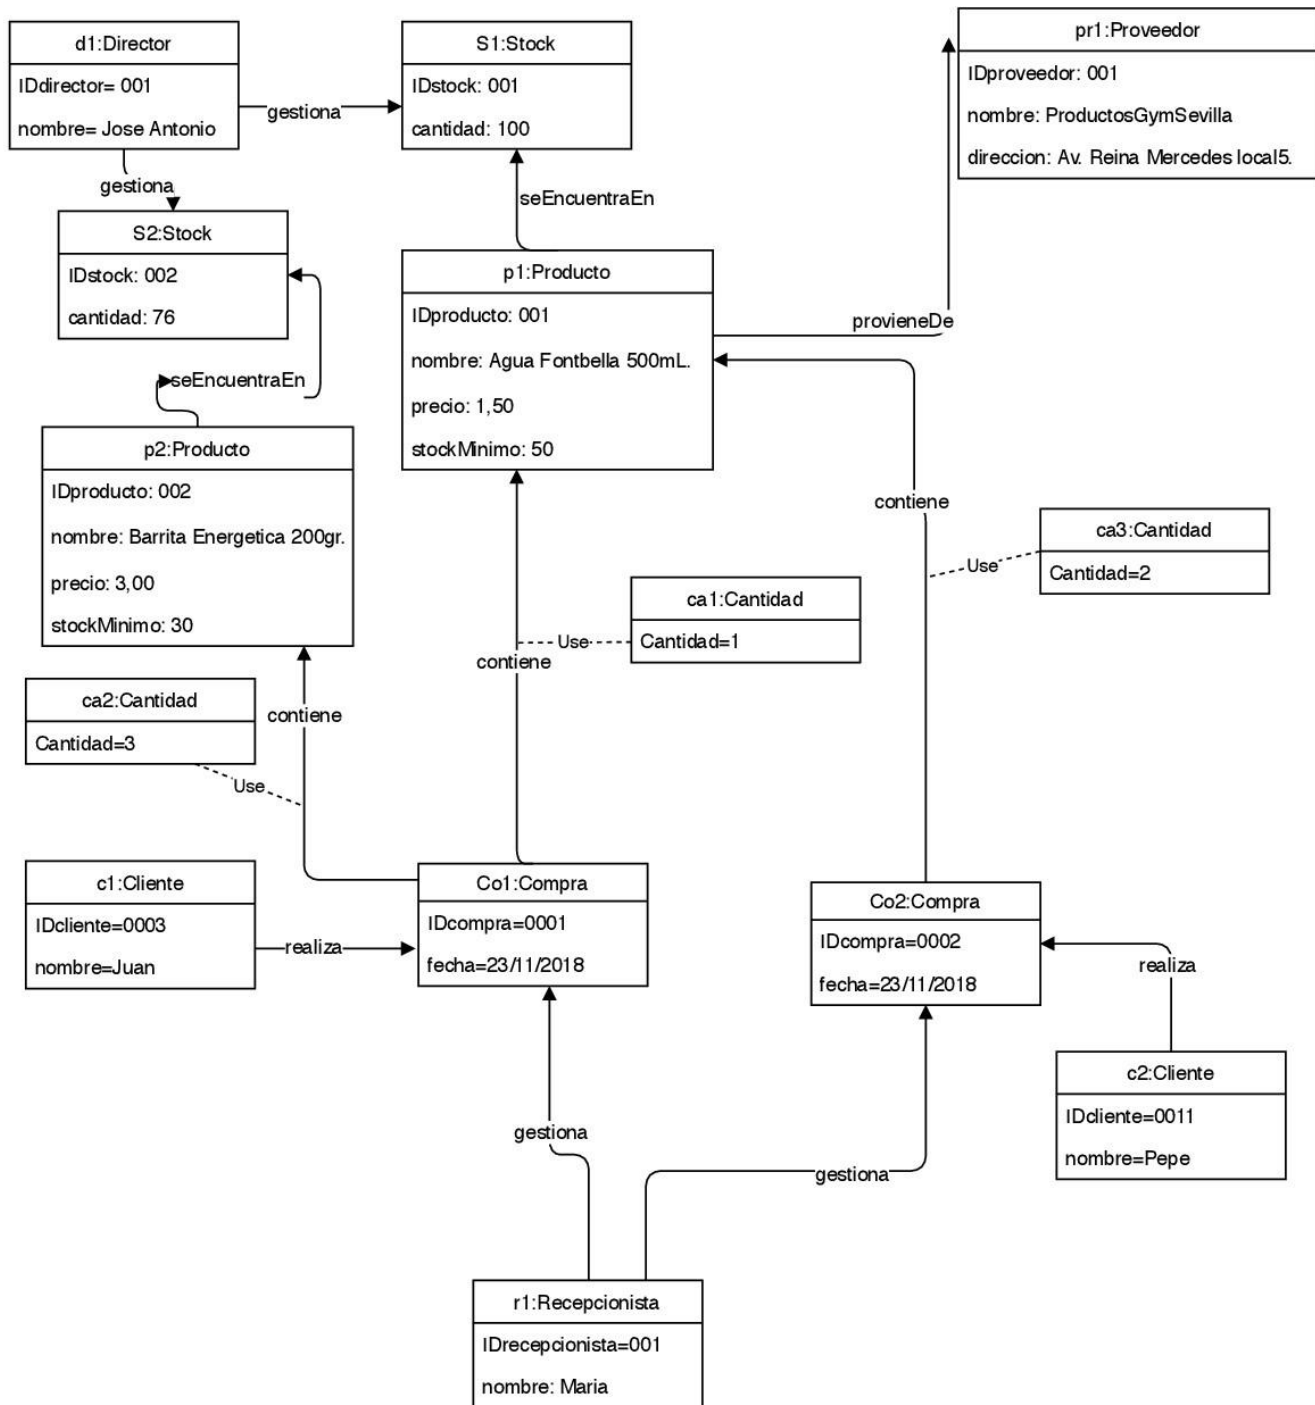 d1:Director
IDdirector= 001
nombre= Jose Antonio
gestiona
S1:Stock
IDstock: 001
cantidad: 100
pr1:Proveedor
IDproveedor: 001
nombre: ProductosGymSevilla
direccion: Av. Reina Mercedes local5.
gestiona
S2:Stock
IDstock: 002
cantidad: 76
seEncuentraEn
p1:Producto
IDproducto: 001
nombre: Agua Fontbella 500mL.
precio: 1,50
stockMinimo: 50
provieneDe
seEncuentraEn
p2:Producto
IDproducto: 002
nombre: Barrita Energetica 200gr.
precio: 3,00
stockMinimo: 30
contiene
ca3:Cantidad
Cantidad=2
Use
ca1:Cantidad
Cantidad=1
Use
contiene
ca2:Cantidad
Cantidad=3
contiene
Use
c1:Cliente
IDcliente=0003
nombre=Juan
realiza
Co1:Compra
IDcompra=0001
fecha=23/11/2018
Co2:Compra
IDcompra=0002
fecha=23/11/2018
realiza
c2:Cliente
IDcliente=0011
nombre=Pepe
gestiona
gestiona
r1:Recepcionista
IDrecepcionista=001
nombre: Maria